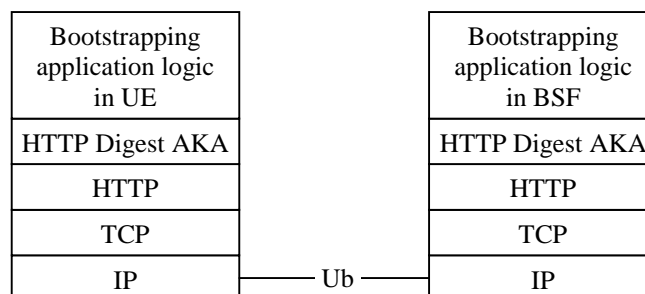 Bootstrapping
application logic
in UE
HTTP Digest AKA
HTTP
TCP
IP
Ub
Bootstrapping
application logic
in BSF
HTTP Digest AKA
HTTP
TCP
IP